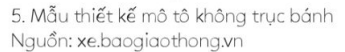 5. Mẫu thiết kế mô tô không trục bánh
Nguồn: xe.baogiaothong.vn